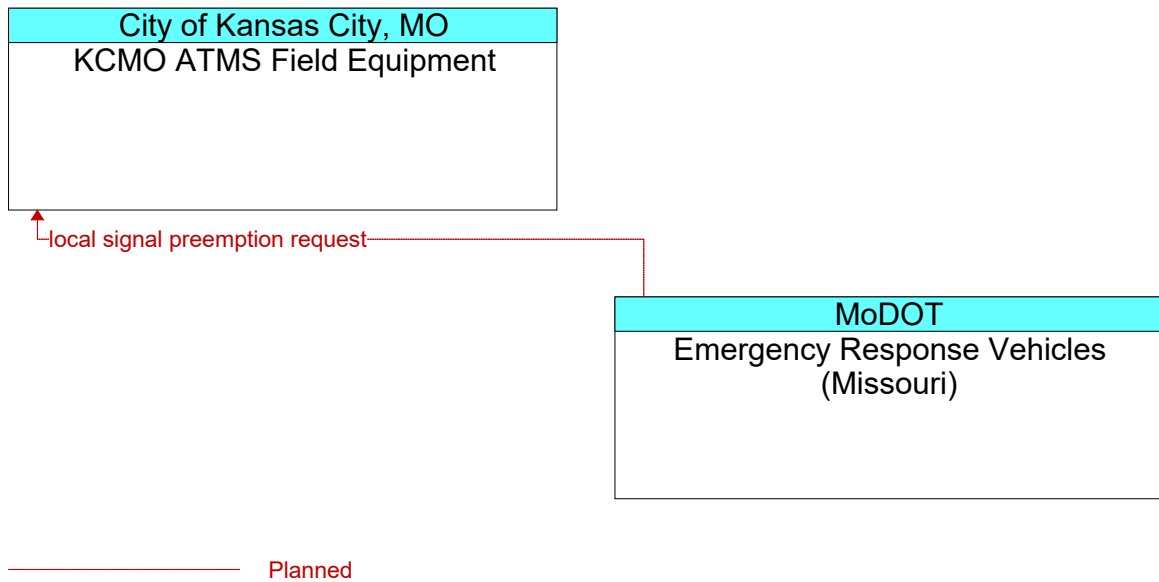 City of Kansas City, MO
KCMO ATMS Field Equipment
local signal preemption request
MoDOT
Emergency Response Vehicles
(Missouri)
Planned